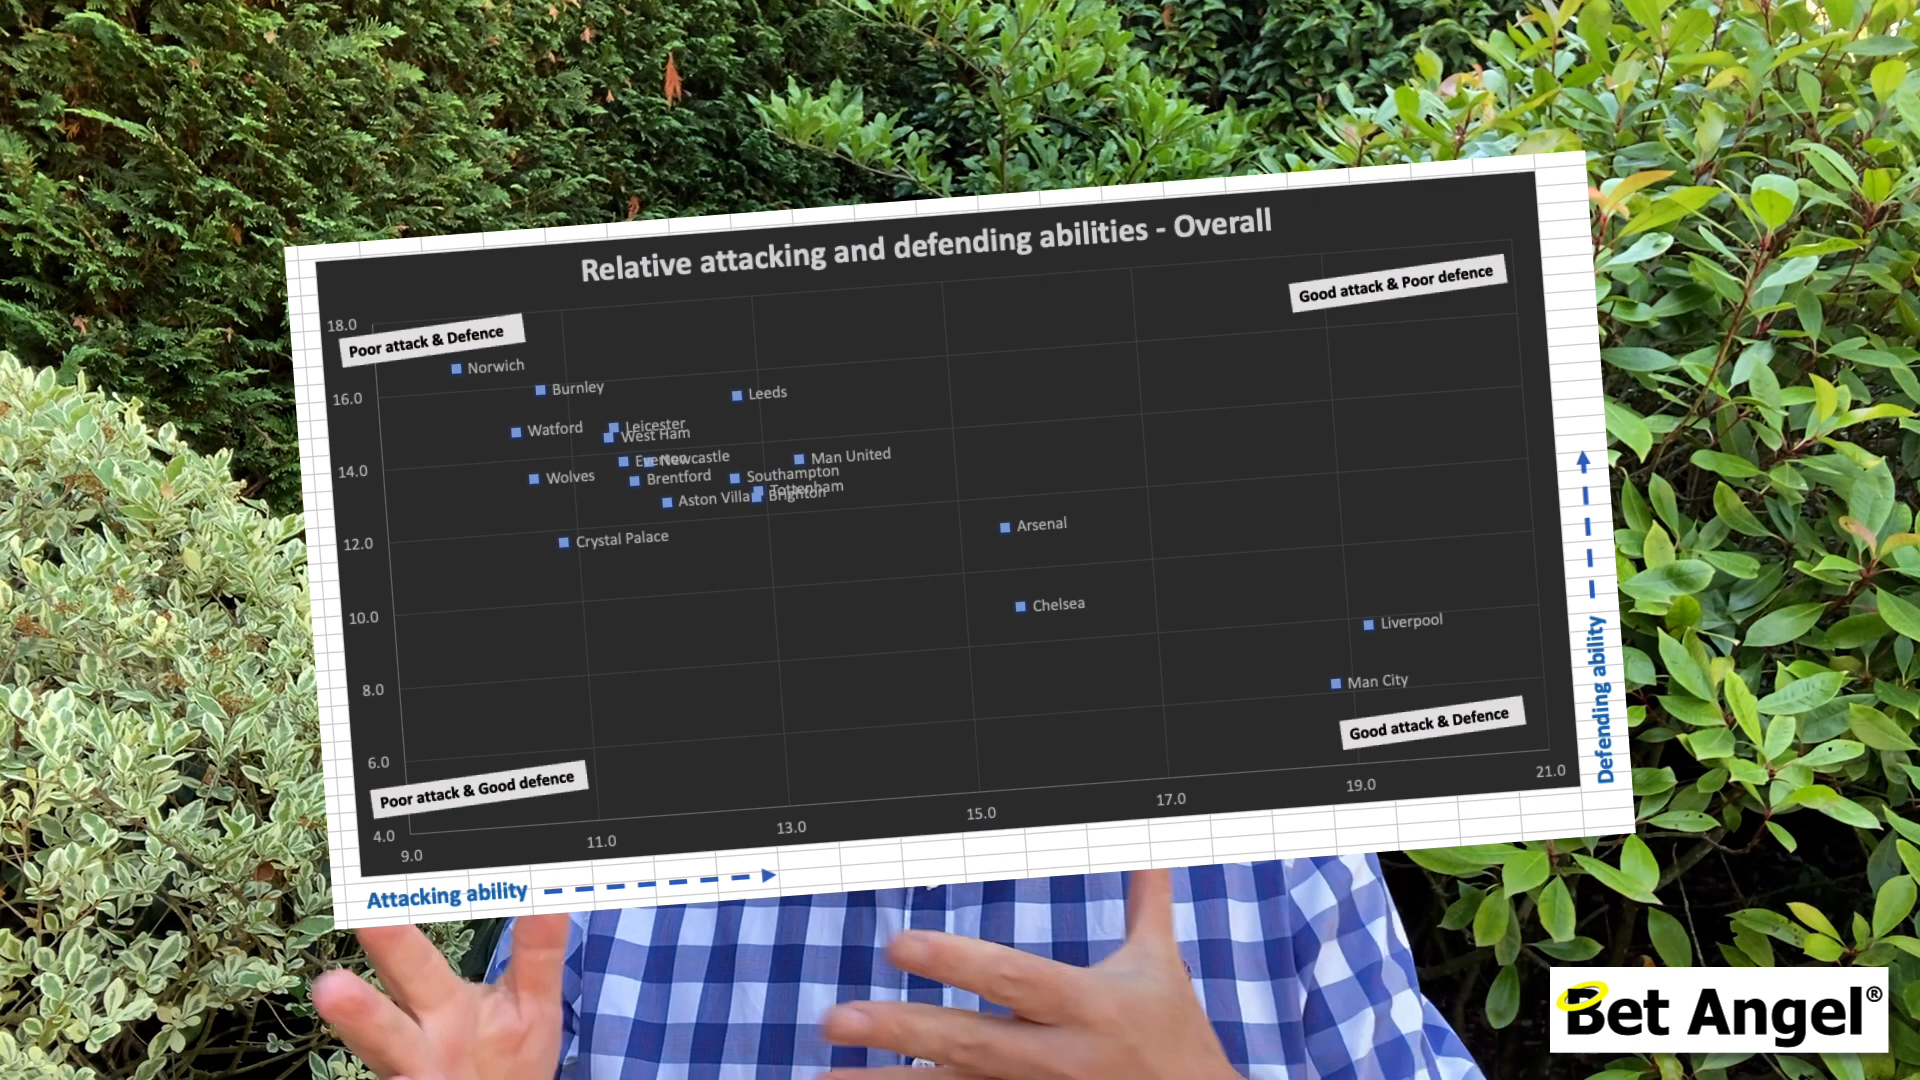 Relative attacking and defending abilities - Overall
Good attack & Poor defence
18.0
Poor attack & Defence
Norwich
16.0
Burnley
Leeds
Watford
Leicester
West Ham
14.0
Everton
Newcastle
Man United
Wolves
Brentford
Southampton
Tottenham
Aston Villa
Brighton
12.0
Crystal Palace
Arsenal
10.0
Chelsea
Liverpool
8.0
Man City
Good attack & Defence
6.0
Poor attack & Good defence
4.0
9.0
11.0
13.0
15.0
17.0
19.0
21.0
Attacking ability
Defending ability
Bet Angel®